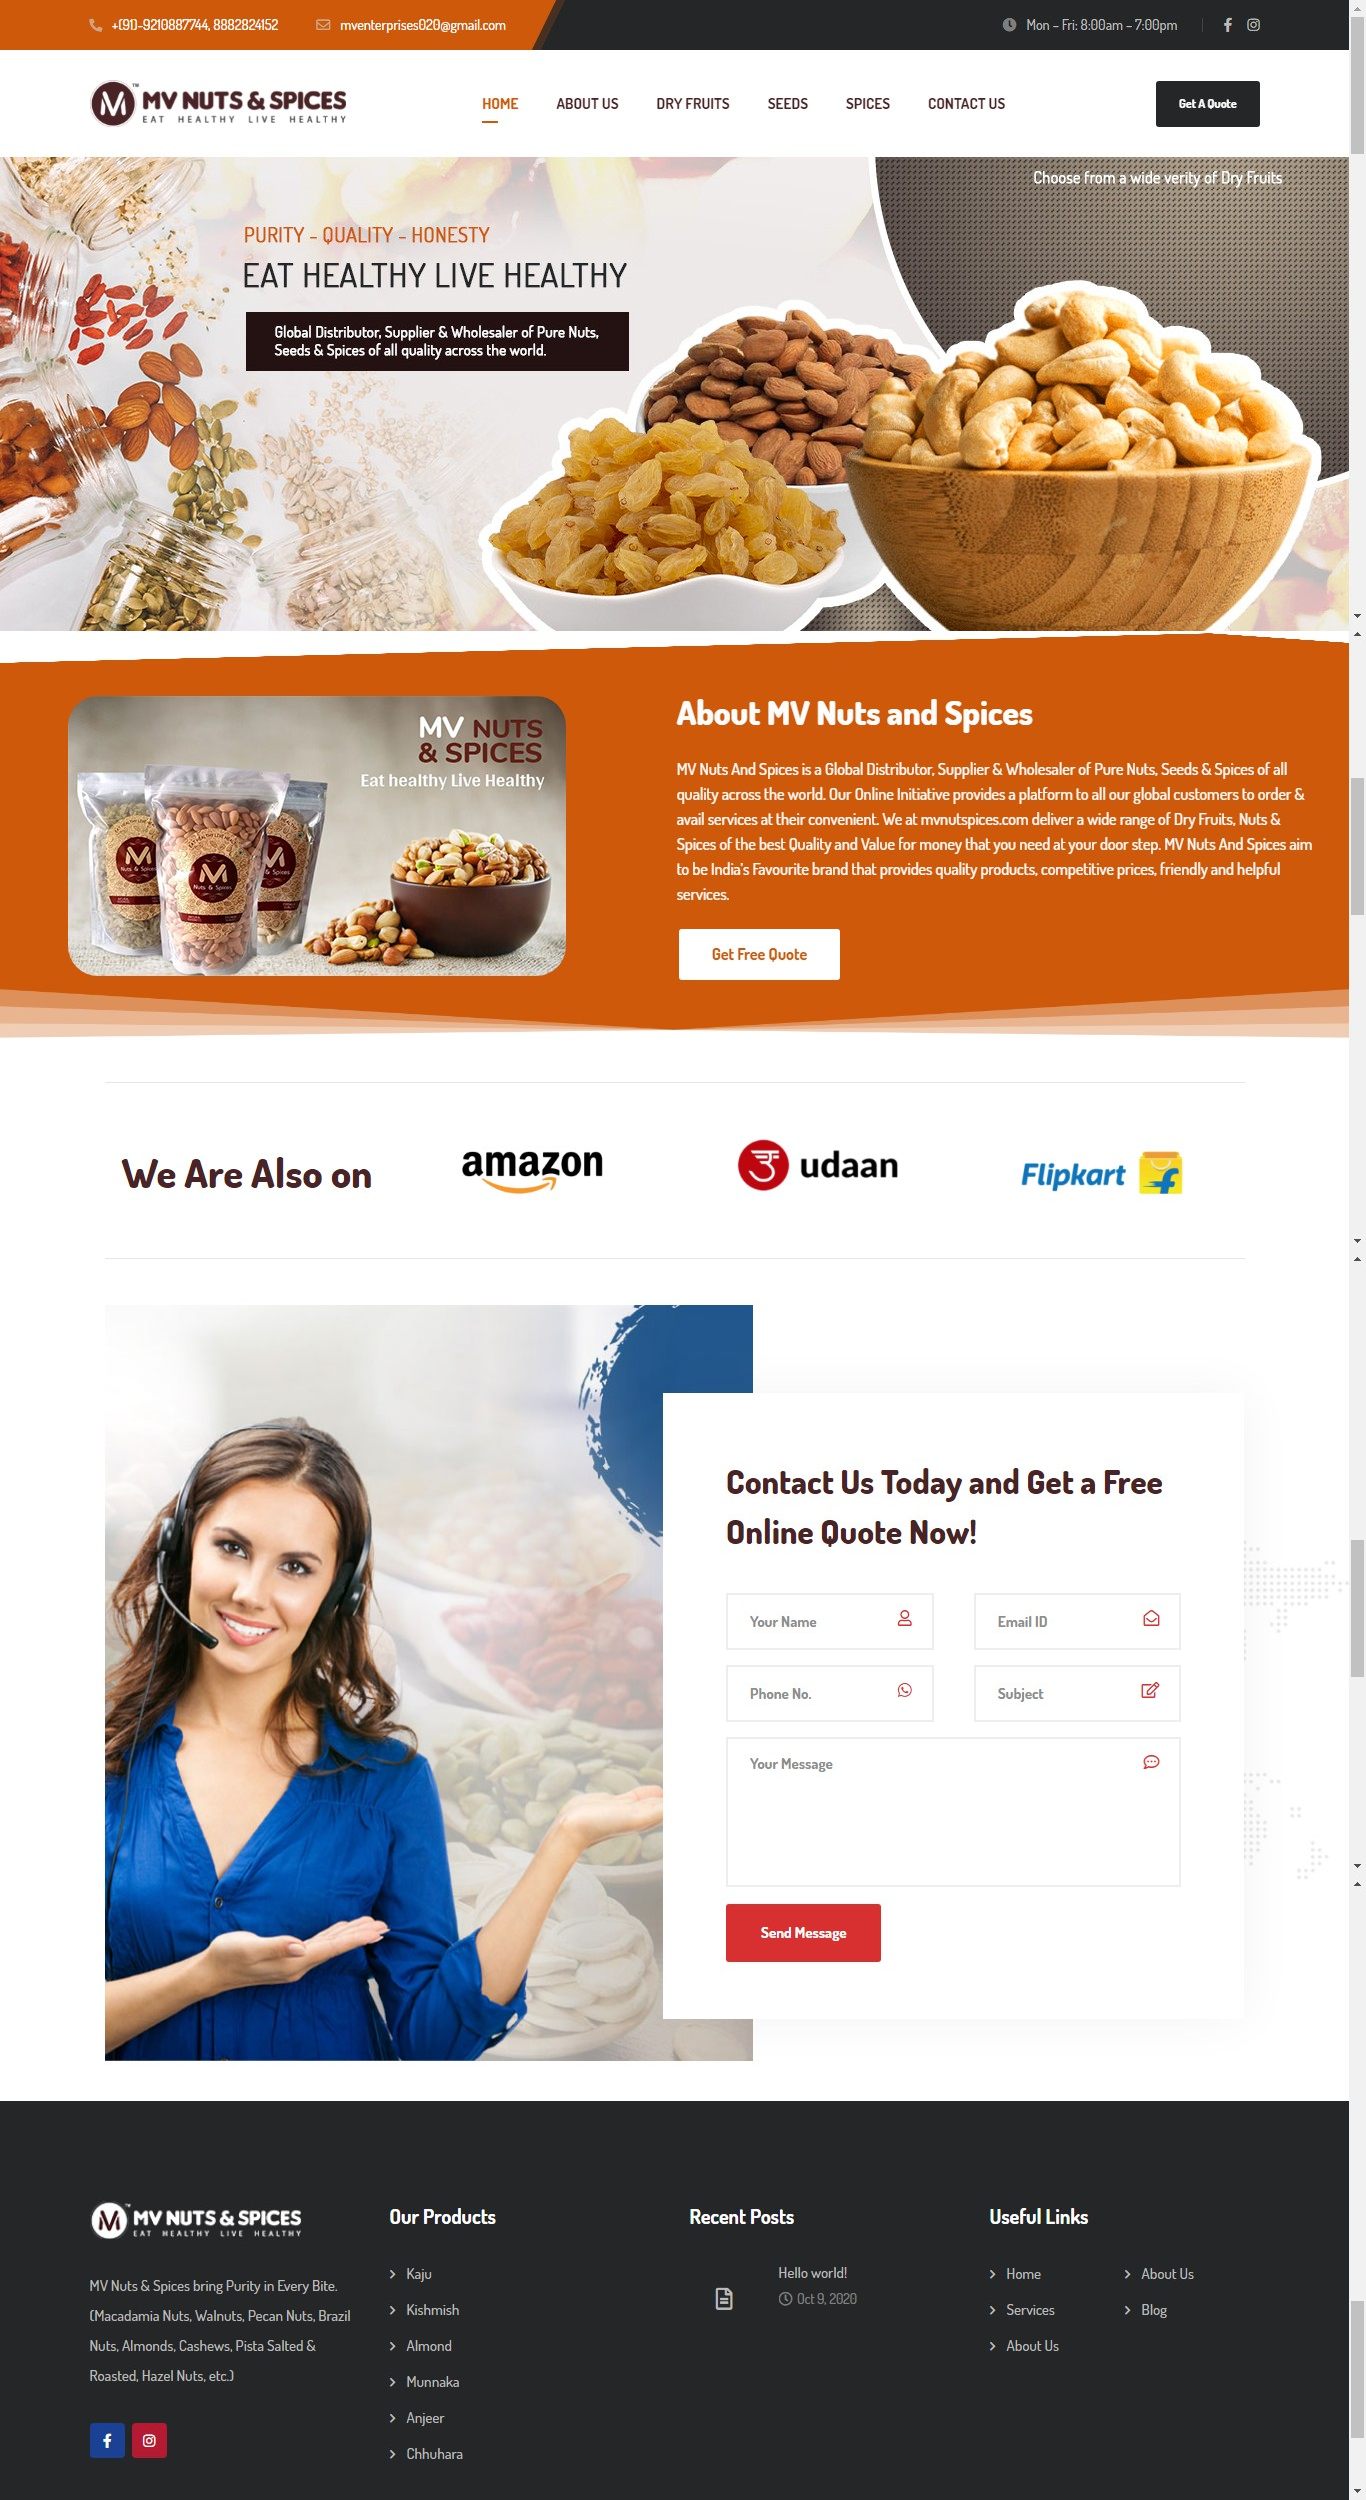 +(91)-9210887744, 8882824152
mventerprises020@gmail.com
Mon – Fri: 8:00am – 7:00pm
MV NUTS & SPICES
EAT HEALTHY LIVE HEALTHY
HOME
ABOUT US
DRY FRUITS
SEEDS
SPICES
CONTACT US
Get A Quote
Choose from a wide verity of Dry Fruits
PURITY - QUALITY - HONESTY
EAT HEALTHY LIVE HEALTHY
Global Distributor, Supplier & Wholesaler of Pure Nuts,
Seeds & Spices of all quality across the world.
MV NUTS
& SPICES
Eat healthy Live Healthy
Nuts & Spices
About MV Nuts and Spices
MV Nuts And Spices is a Global Distributor, Supplier & Wholesaler of Pure Nuts, Seeds & Spices of all
quality across the world. Our Online Initiative provides a platform to all our global customers to order &
avail services at their convenient. We at mvnutspices.com deliver a wide range of Dry Fruits, Nuts &
Spices of the best Quality and Value for money that you need at your door step. MV Nuts And Spices aim
to be India's Favourite brand that provides quality products, competitive prices, friendly and helpful
services.
Get Free Quote
We Are Also on
amazon
udaan
Flipkart
Contact Us Today and Get a Free
Online Quote Now!
Your Name
Email ID
Phone No.
Subject
Your Message
Send Message
MV NUTS & SPICES
EAT HEALTHY LIVE HEALTHY
MV Nuts & Spices bring Purity in Every Bite.
(Macadamia Nuts, Walnuts, Pecan Nuts, Brazil
Nuts, Almonds, Cashews, Pista Salted &
Roasted, Hazel Nuts, etc.)
Our Products
Kaju
Kishmish
Almond
Munnaka
Anjeer
Chhuhara
Recent Posts
Hello world!
Oct 9, 2020
Useful Links
Home
About Us
Services
Blog
About Us